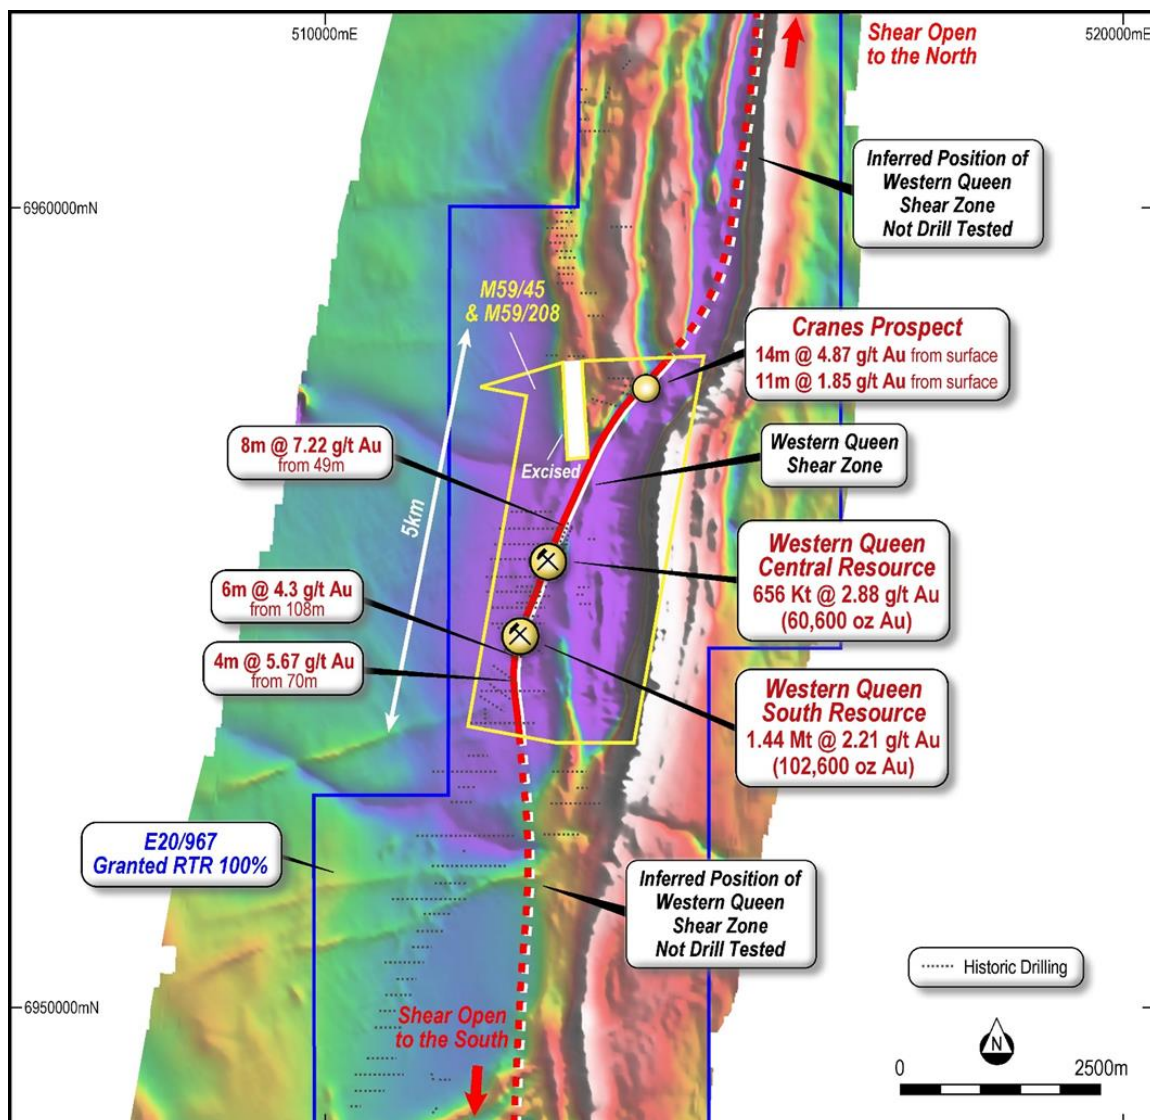 510000mE
520000mE
Shear Open
to the North
Inferred Position of
Western Queen
Shear Zone
Not Drill Tested
6960000mN
M59/45
& M59/208
Cranes Prospect
14m @ 4.87 g/t Au from surface
11m @ 1.85 g/t Au from surface
8m @ 7.22 g/t Au
from 49m
Excised
Western Queen
Shear Zone
5km
Western Queen
Central Resource
656 Kt @ 2.88 g/t Au
(60,600 oz Au)
6m @ 4.3 g/t Au
from 108m
4m @ 5.67 g/t Au
from 70m
Western Queen
South Resource
1.44 Mt @ 2.21 g/t Au
(102,600 oz Au)
E20/967
Granted RTR 100%
Inferred Position of
Western Queen
Shear Zone
Not Drill Tested
Historic Drilling
6950000mN
Shear Open
to the South
N
0
2500m